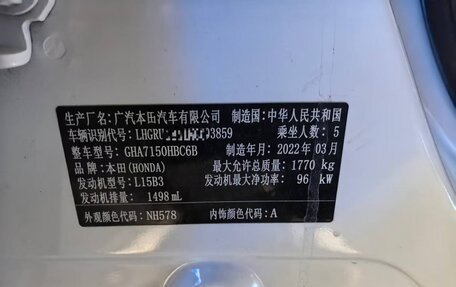 生产厂名:广汽本田汽车有限公司 制造国:中华人民共和国
车辆识别代号:LHGRU 3859 乘坐人数:5
整车型号:GHA7150HBC6B 制造年月:2022年03月
品牌:本田(HONDA) 最大允许总质量:1770kg
发动机型号:L15B3 发动机最大净功率:96 kW
发动机排量:1498mL
外观颜色代码:NH578 内饰颜色代码:A